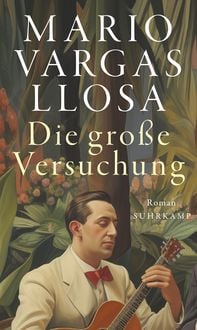 MARIO
VARGAS
LLOSA
Die große
Versuchung
Roman
SUHRKAMP